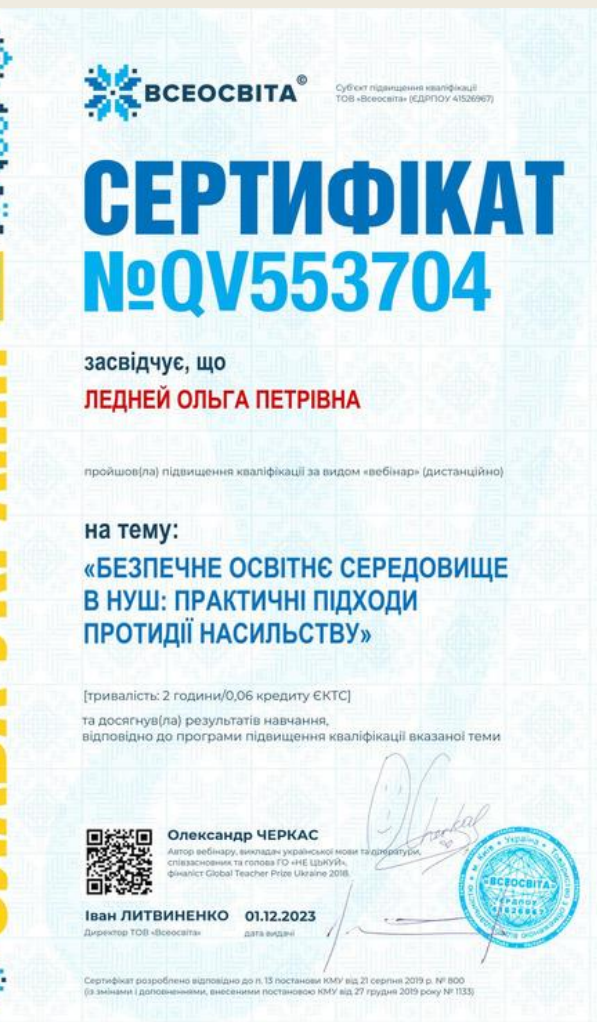 ВСЕОСВІТА©
Суб'єкт підвищення кваліфікації
ТОВ «Всеосвіта» (ЄДРПОУ 41526967)
СЕРТИФІКАТ
№QV553704
засвідчує, що
ЛЕДНЕЙ ОЛЬГА ПЕТРІВНА
пройшов(ла) підвищення кваліфікації за видом «вебінар» (дистанційно)
на тему:
«БЕЗПЕЧНЕ ОСВІТНЄ СЕРЕДОВИЩЕ
В НУШ: ПРАКТИЧНІ ПІДХОДИ
ПРОТИДІЇ НАСИЛЬСТВУ»
[тривалість: 2 години/0,06 кредиту ЄКТС]
та досягнув(ла) результатів навчання,
відповідно до програми підвищення кваліфікації вказаної теми
Олександр ЧЕРКАС
Автор вебінару, викладач української мови та літератури,
співзасновник та голова ГО «НЕ ЦЬКУЙ»,
фіналіст Global Teacher Prize Ukraine 2018.
Іван ЛИТВИНЕНКО 01.12.2023
Директор ТОВ «Всеосвіта» дата видачі
«ВСЕОСВІТА»
Сертифікат розроблено відповідно до п. 13 постанови КМУ від 21 серпня 2019 р. № 800
(із змінами і доповненнями, внесеними постановою КМУ від 27 грудня 2019 року № 1133)